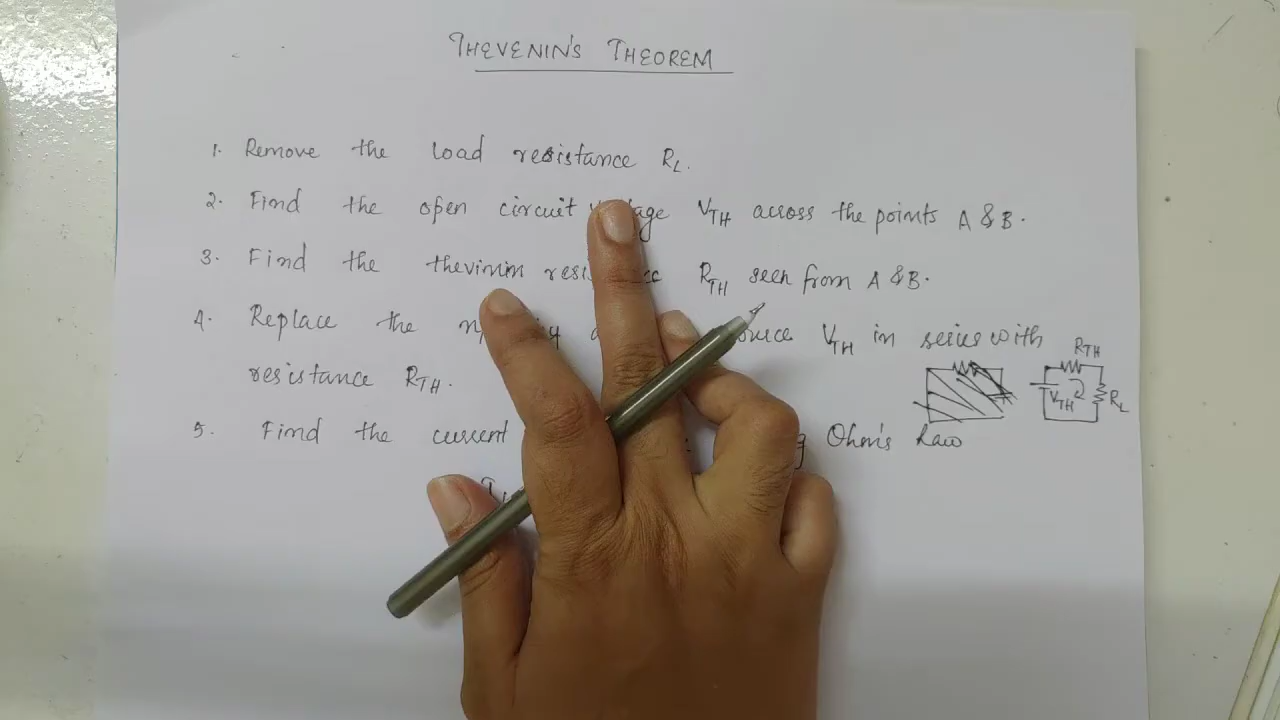 THEVENIN'S THEOREM
1. Remove the load resistance RL.
2. Find the open circuit voltage VTH across the points A & B.
3. Find the thevinin RTH seen from A & B.
4. Replace the VTH in series with
resistance RTH.
RTH
VTH
RL
5. Find the current Ohm's Law